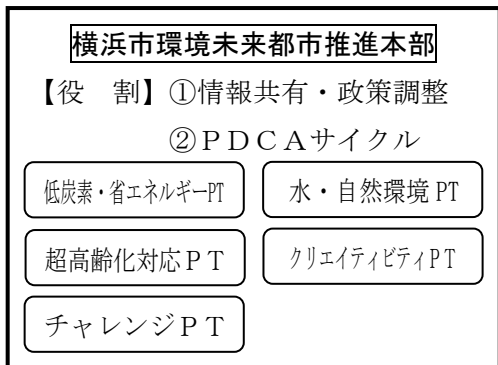 横浜市環境未来都市推進本部
【役　割】①情報共有・政策調整
②ＰＤＣＡサイクル
低炭素・省エネルギーPT
水・自然環境 PT
超高齢化対応ＰＴ
クリエイティビティＰＴ
チャレンジＰＴ